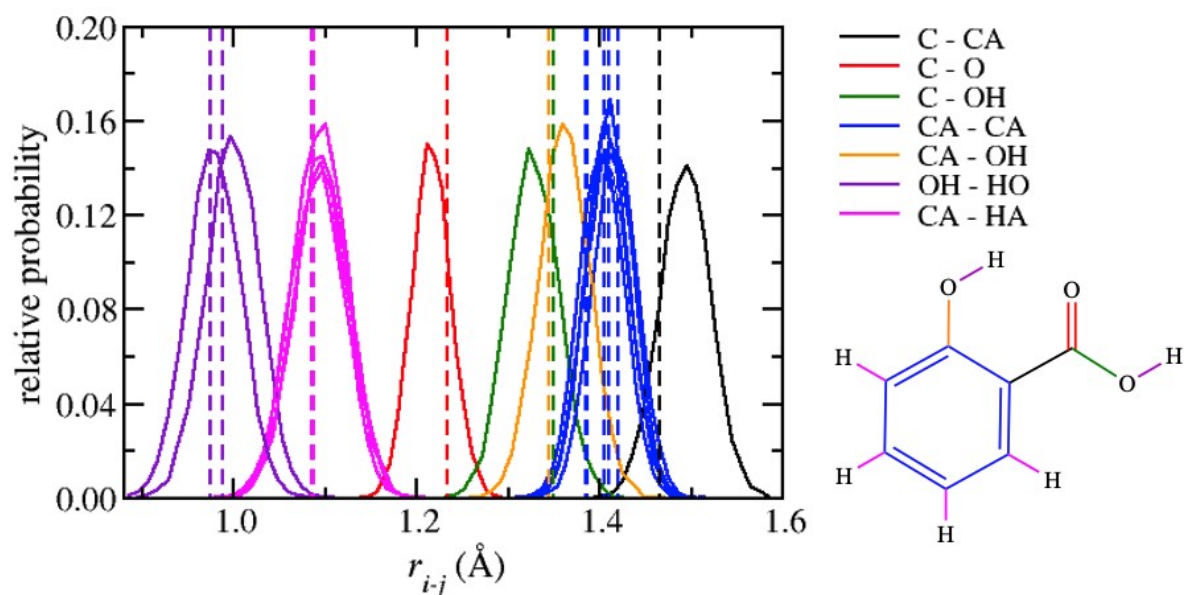 0.20
0.16
0.12
0.08
0.04
0.00
relative probability
1.0
1.2
1.4
1.6
r i-j (Å)
C - CA
C - O
C - OH
CA - CA
CA - OH
OH - HO
CA - HA
H
O
O
H
H
O
H
H
H